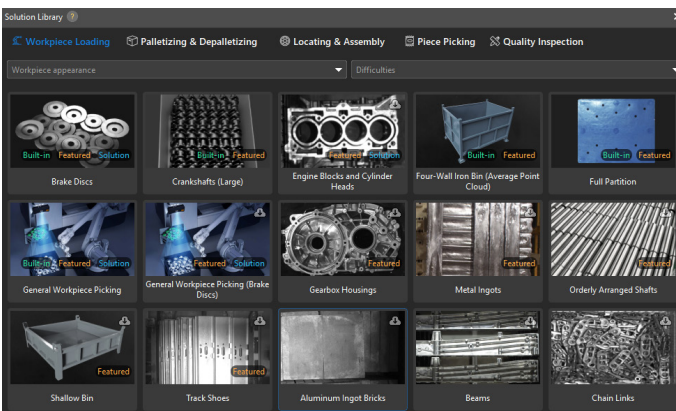 Solution Library ?
Workpiece Loading Palletizing & Depalletizing Locating & Assembly Piece Picking Quality Inspection
Workpiece appearance Difficulties
Built-in Featured Solution
Brake Discs
Built-in Featured
Crankshafts (Large)
Featured Solution
Engine Blocks and Cylinder
Heads
Built-in Featured
Four-Wall Iron Bin (Average Point
Cloud)
Built-in Featured
Full Partition
Built-in Featured Solution
General Workpiece Picking
Featured Solution
General Workpiece Picking (Brake
Discs)
Featured
Gearbox Housings
Featured
Metal Ingots
Featured
Orderly Arranged Shafts
Featured
Shallow Bin
Featured
Track Shoes
Aluminum Ingot Bricks
Beams
Chain Links